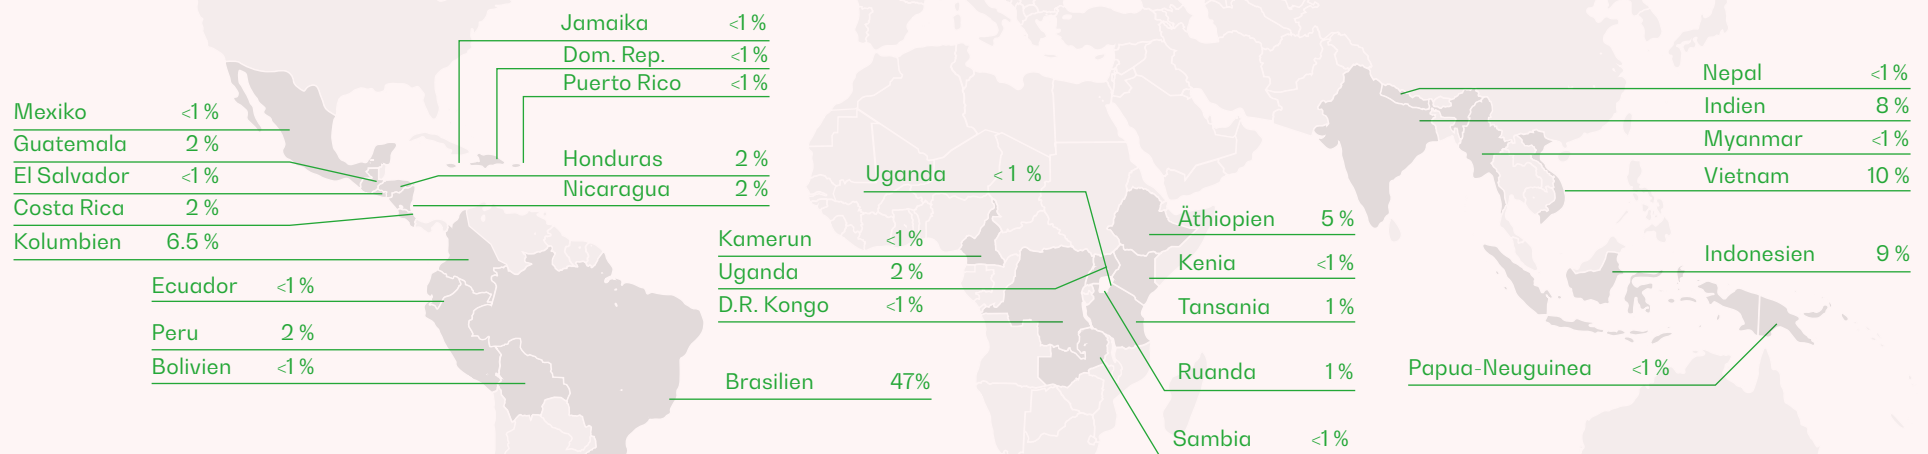 Jamaika <1 %
Dom. Rep. <1 %
Puerto Rico <1 %
Mexiko <1 %
Guatemala 2 %
El Salvador <1 %
Costa Rica 2 %
Kolumbien 6.5 %
Honduras 2 %
Nicaragua 2 %
Ecuador <1 %
Peru 2 %
Bolivien <1 %
Brasilien 47%
Uganda < 1 %
Kamerun <1 %
Uganda 2 %
D.R. Kongo <1 %
Äthiopien 5 %
Kenia <1 %
Tansania 1 %
Ruanda 1 %
Sambia <1 %
Nepal <1 %
Indien 8 %
Myanmar <1 %
Vietnam 10 %
Indonesien 9 %
Papua-Neuguinea <1 %